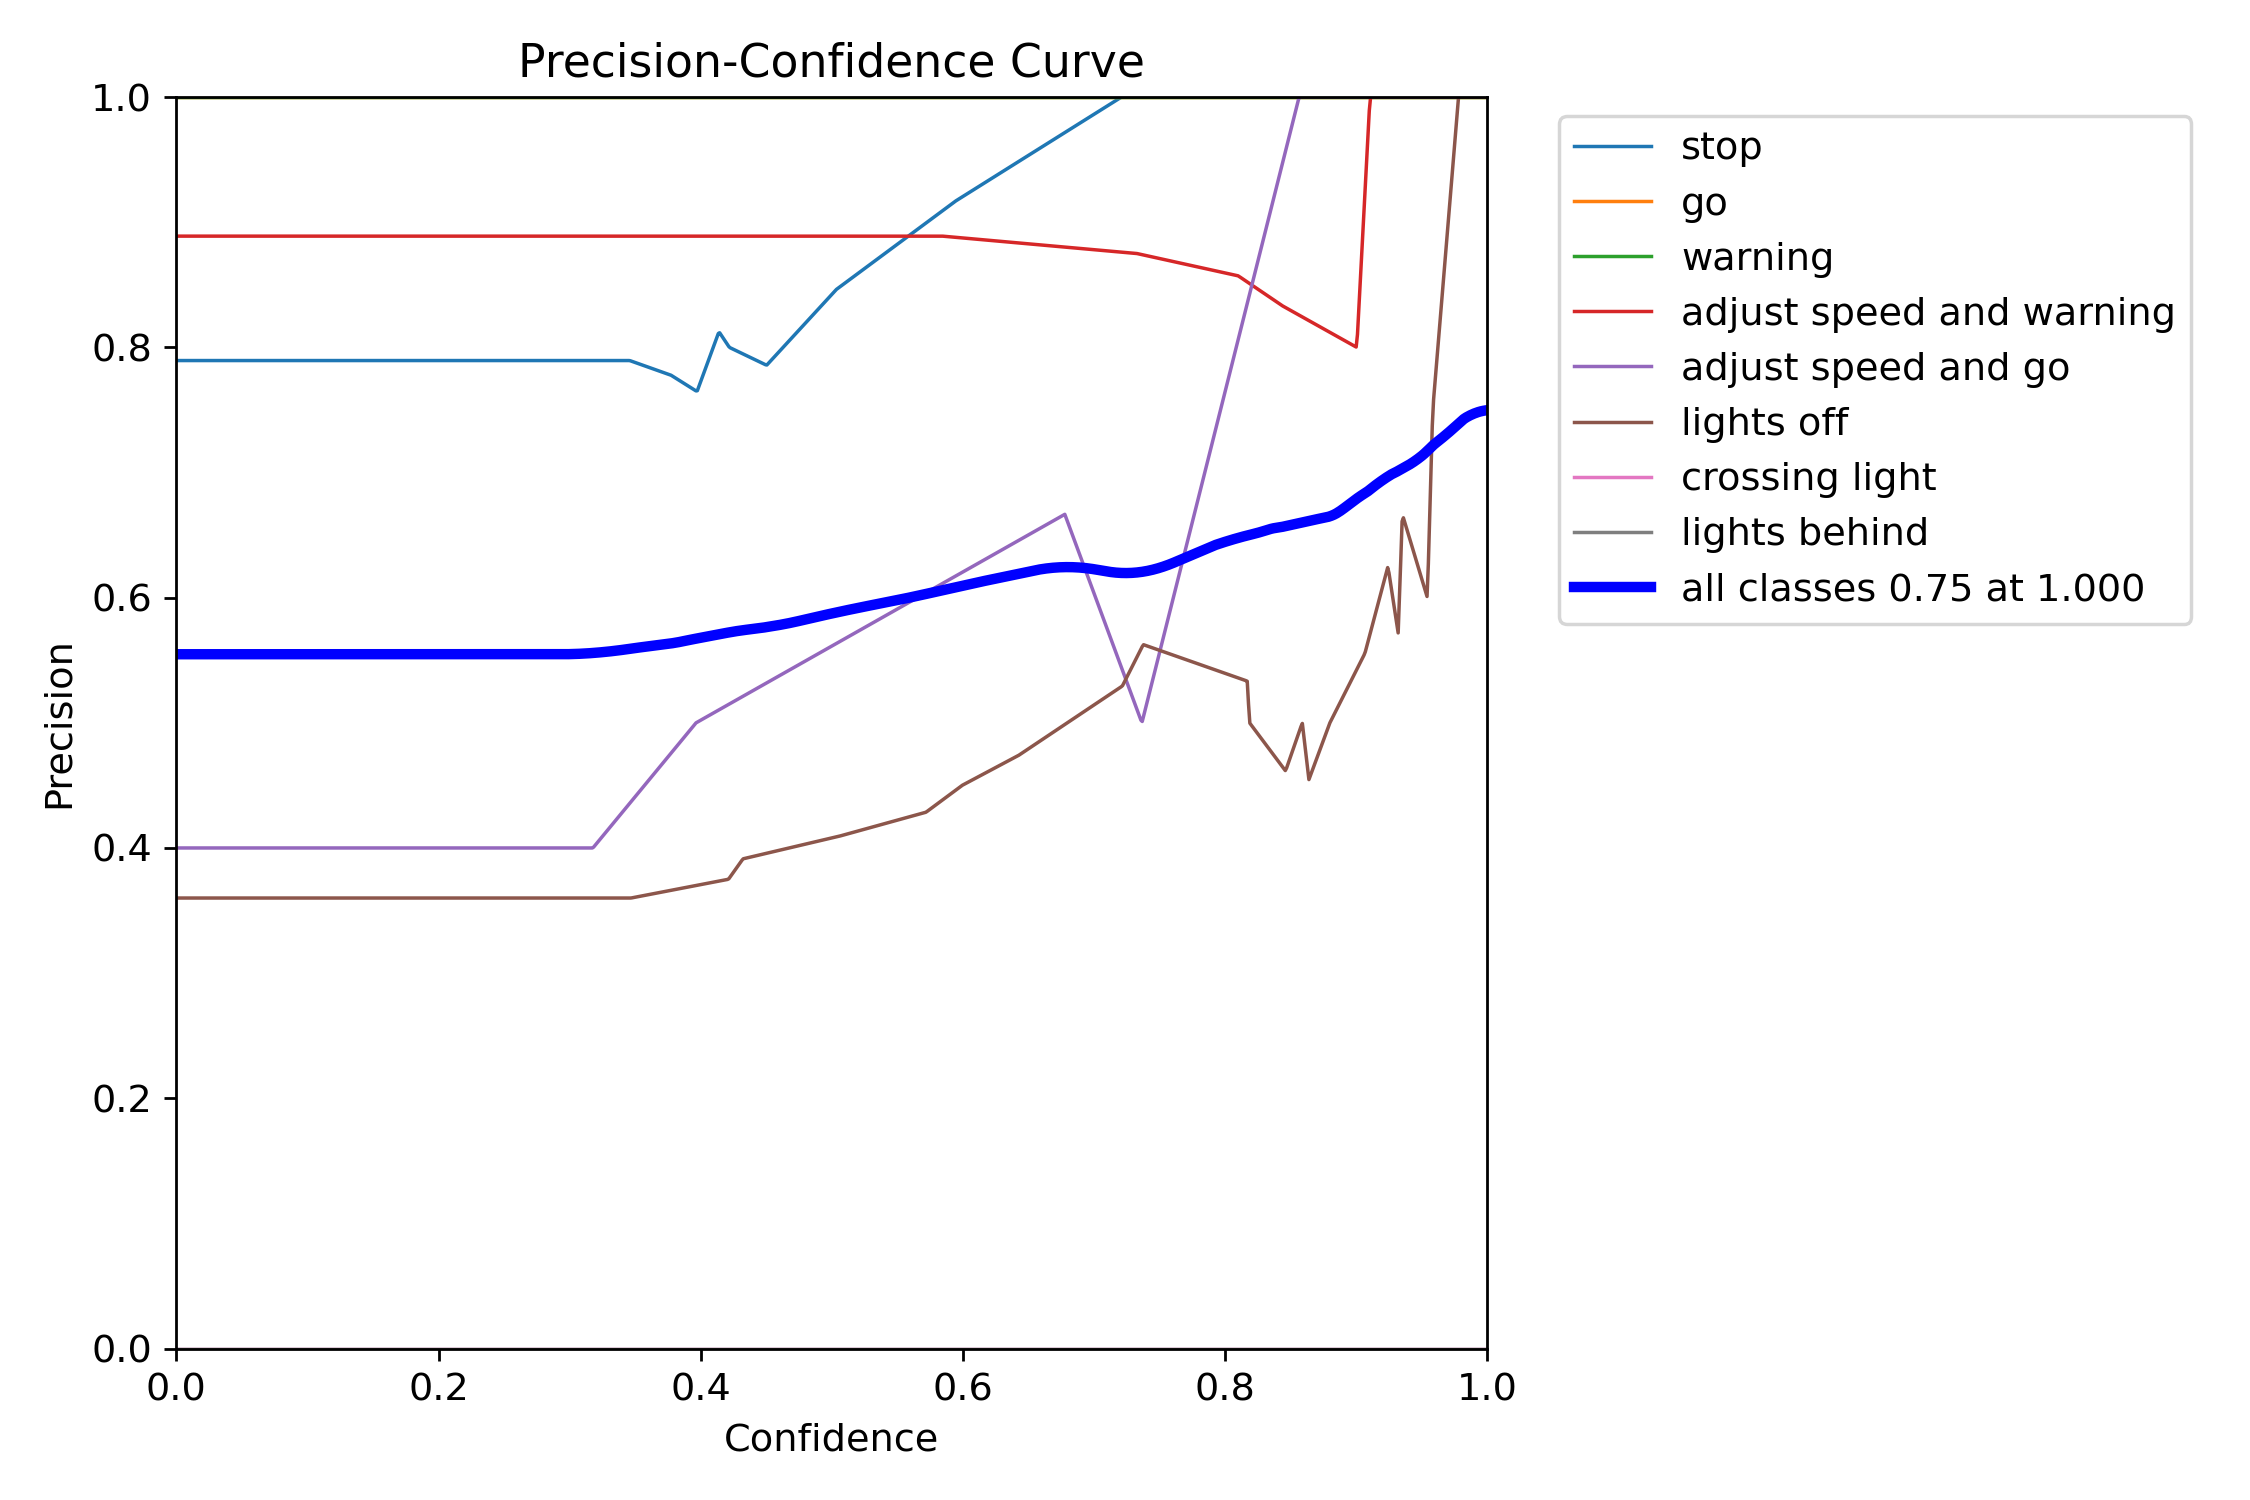 Precision-Confidence Curve
1.0
0.8
0.6
0.4
0.2
0.0
Precision
0.0 0.2 0.4 0.6 0.8 1.0
Confidence
stop
go
warning
adjust speed and warning
adjust speed and go
lights off
crossing light
lights behind
all classes 0.75 at 1.000